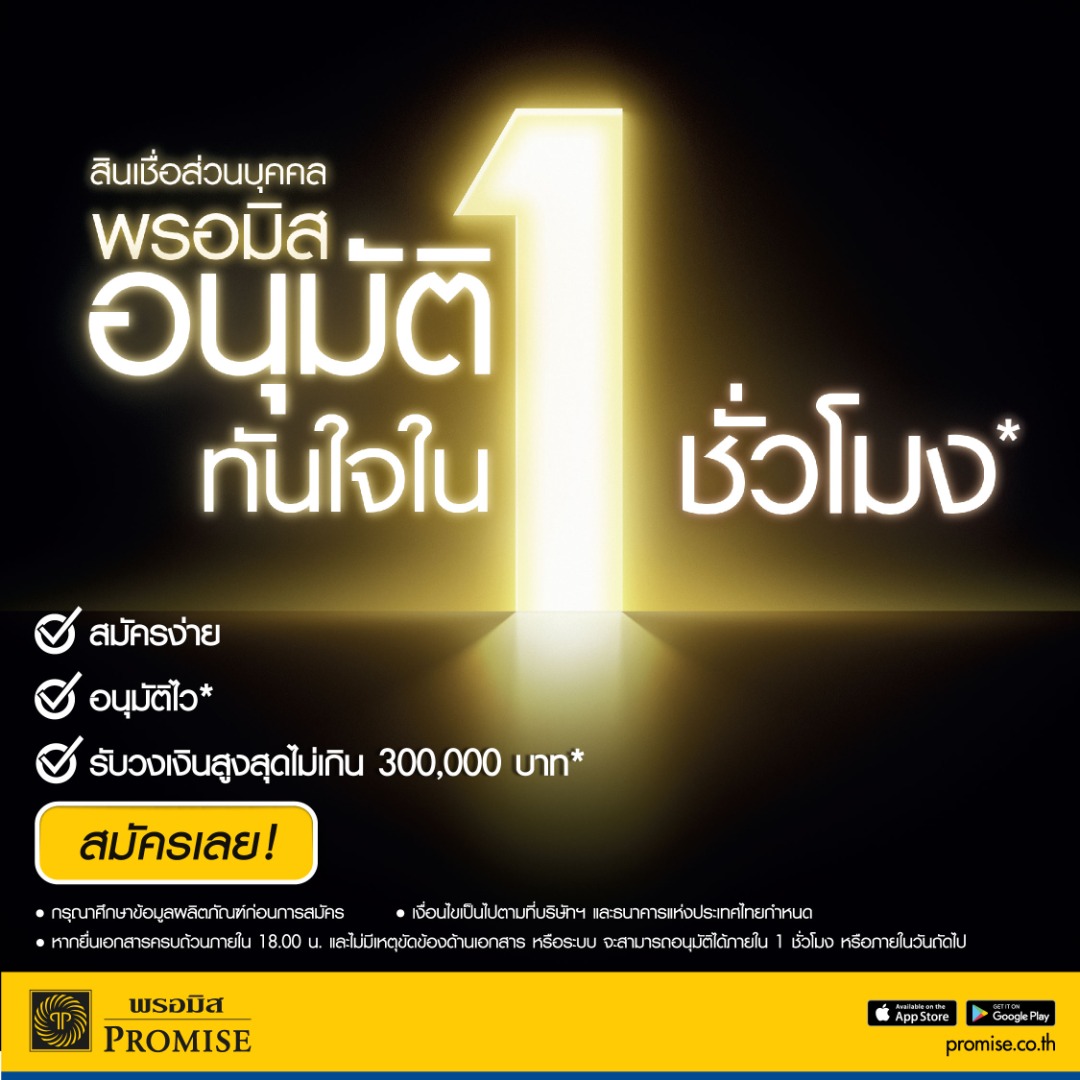 สินเชื่อส่วนบุคคล
พรอมิส
อนุมัติ
ทันใจใน 1 ชั่วโมง*
สมัครง่าย
อนุมัติไว*
รับวงเงินสูงสุดไม่เกิน 300,000 บาท*
สมัครเลย!
• กรุณาศึกษาข้อมูลผลิตภัณฑ์ก่อนการสมัคร • เงื่อนไขเป็นไปตามที่บริษัทฯ และธนาคารแห่งประเทศไทยกำหนด
• หากยื่นเอกสารครบถ้วนภายใน 18.00 น. และไม่มีเหตุขัดข้องด้านเอกสาร หรือระบบ จะสามารถอนุมัติได้ภายใน 1 ชั่วโมง หรือภายในวันถัดไป
พรอมิส
PROMISE
Available on the App Store
GET IT ON Google Play
promise.co.th